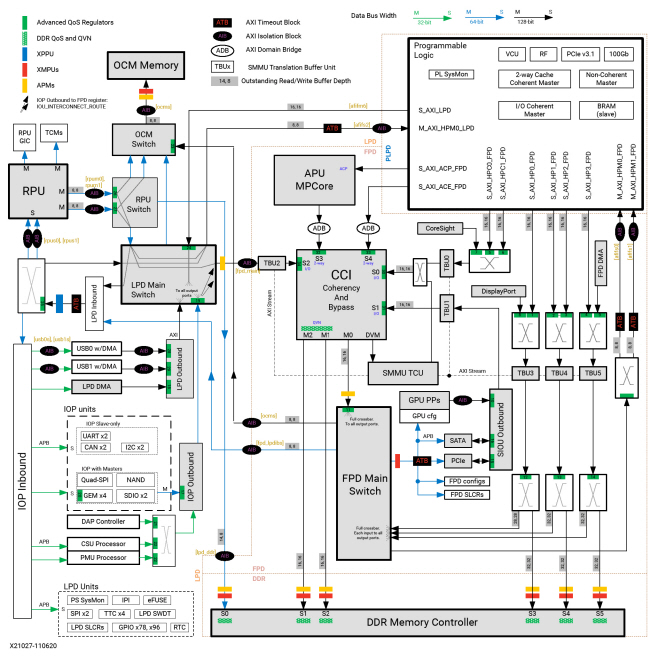 Advanced QoS Regulators
DDR QoS and QVN
XPPU
XMPUs
APMs
IOP Outbound to FPD register:
IOU_INTERCONNECT_ROUTE
ATB AXI Timeout Block
AIB AXI Isolation Block
ADB AXI Domain Bridge
TBUx SMMU Translation Buffer Unit
14, 8 Outstanding Read/Write Buffer Depth
Data Bus Width
M S M S M S
32-bit 64-bit 128-bit
Programmable
Logic
VCU RF PCIe v3.1 100Gb
PL SysMon
2-way Cache
Coherent Master
Non-Coherent
Master
I/O Coherent
Master
BRAM
(slave)
S_AXI_LPD
M_AXI_HPM0_LPD
S_AXI_ACP_FPD
S_AXI_ACE_FPD
S_AXI_HPC0_FPD
S_AXI_HPC1_FPD
S_AXI_HP0_FPD
S_AXI_HP1_FPD
S_AXI_HP2_FPD
S_AXI_HP3_FPD
M_AXI_HPM0_FPD
M_AXI_HPM1_FPD
OCM Memory
OCM
Switch
RPU
GIC
TCMs
RPU
RPU
Switch
LPD Main
Switch
To all output
ports
LPD Inbound
LPD
FPD
PLPD
APU
MPCore
ACP
ADB
ADB
CCI
Coherency
And
Bypass
S2
S3
S4
S0
S1
M2 M1 M0 DVM
QVN
TBU2
AXI Stream
CoreSight
TBU0
TBU1
SMMU TCU
AXI Stream
DisplayPort
FPD DMA
TBU3
TBU4
TBU5
USB0 w/DMA
USB1 w/DMA
LPD DMA
AXI
LPD Outbound
IOP units
IOP Slave-only
UART x2
CAN x2 I2C x2
IOP with Masters
Quad-SPI NAND
GEM x4 SDIO x2
IOP Outbound
IOP Inbound
APB
DAP Controller
CSU Processor
PMU Processor
APB
APB
LPD Units
PS SysMon IPI eFUSE
SPI x2 TTC x4 LPD SWDT
LPD SLCRs GPIO x78, x96 RTC
Full crossbar.
To all output ports.
FPD Main
Switch
Full crossbar.
Each input to all
output ports.
GPU PPs
GPU cfg
APB
SATA
PCIe
FPD configs
FPD SLCRs
SIOU Outbound
LPD
FPD
DDR
DDR Memory Controller
S0 S1 S2 S3 S4 S5
X21027-110620